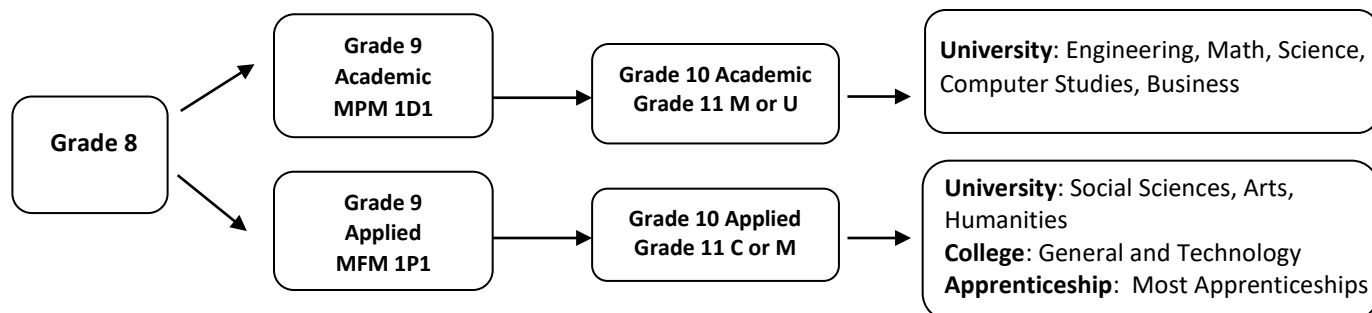 Grade 8
Grade 9
Academic
MPM 1D1
Grade 10 Academic
Grade 11 M or U
University: Engineering, Math, Science,
Computer Studies, Business
Grade 9
Applied
MFM 1P1
Grade 10 Applied
Grade 11 C or M
University: Social Sciences, Arts,
Humanities
College: General and Technology
Apprenticeship: Most Apprenticeships